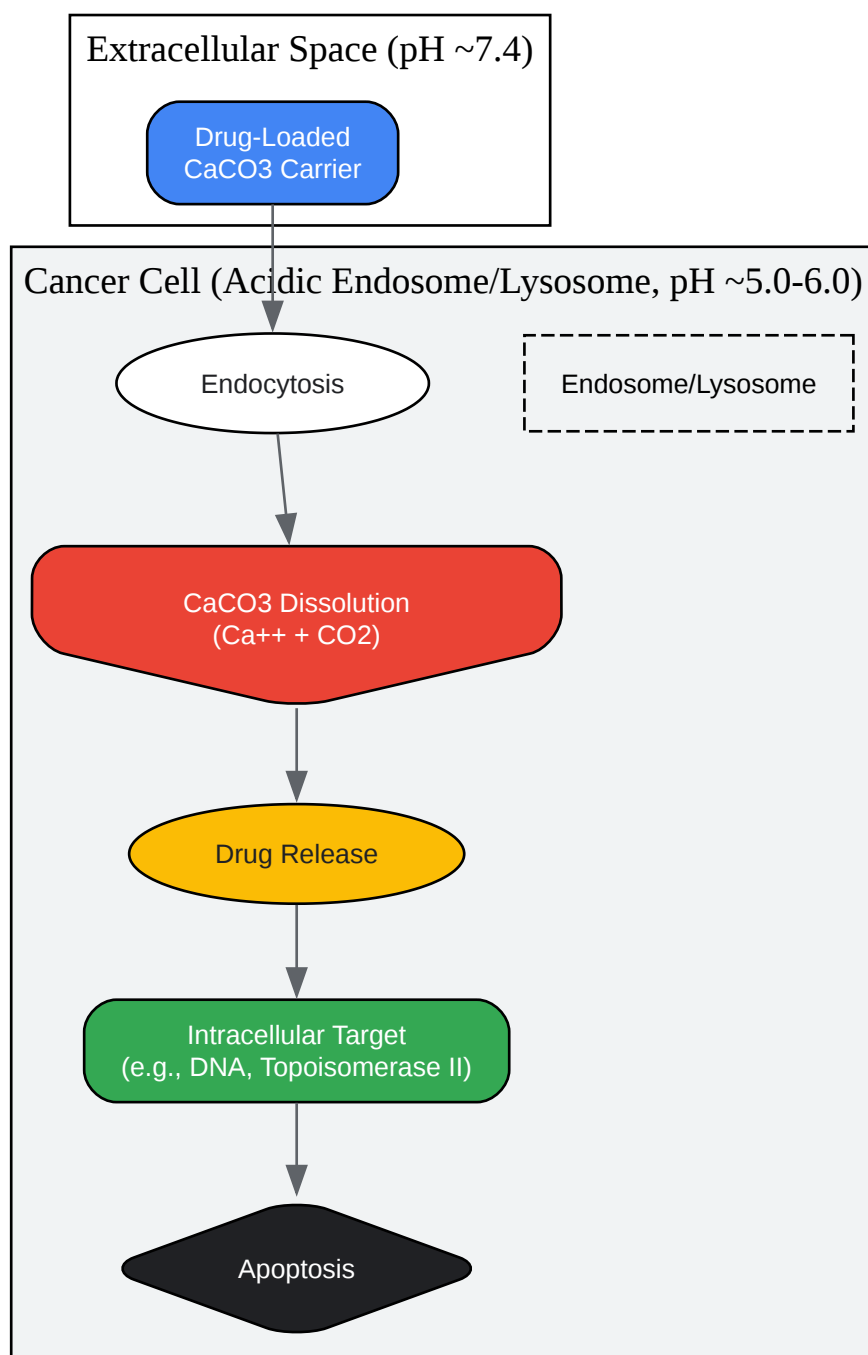 Extracellular Space (pH ~7.4)
Drug-Loaded
CaCO3 Carrier
Cancer Cell (Acidic Endosome/Lysosome, pH ~5.0-6.0)
Endocytosis
Endosome/Lysosome
CaCO3 Dissolution
(Ca++ + CO2)
Drug Release
Intracellular Target
(e.g., DNA, Topoisomerase II)
Apoptosis